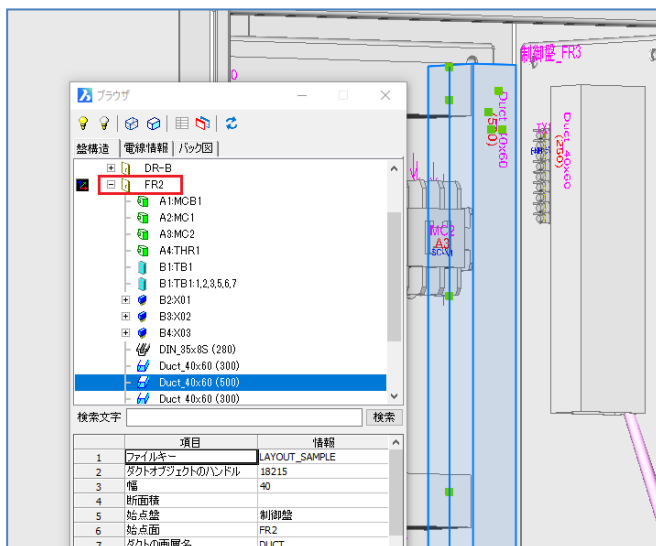 ブラウザ
盤構造
電線情報
バック図
DR-B
FR2
A1:MCB1
A2:MC1
A3:MC2
A4:THR1
B1:TB1
B1:TB1:1,2,3,5,6,7
B2:X01
B3:X02
B4:X03
DIN_35x8S (280)
Duct_40x60 (300)
Duct_40x60 (500)
Duct 40x60 (300)
検索文字
検索
項目 情報
1 ファイルキー LAYOUT_SAMPLE
2 ダクトオブジェクトのハンドル 18215
3 幅 40
4 断面積
5 始点盤 制御盤
6 始点面 FR2
7 ダクトの画層名 DUCT
制御盤_FR3
(500)
MC2
A3
Duct 40x60
(250)